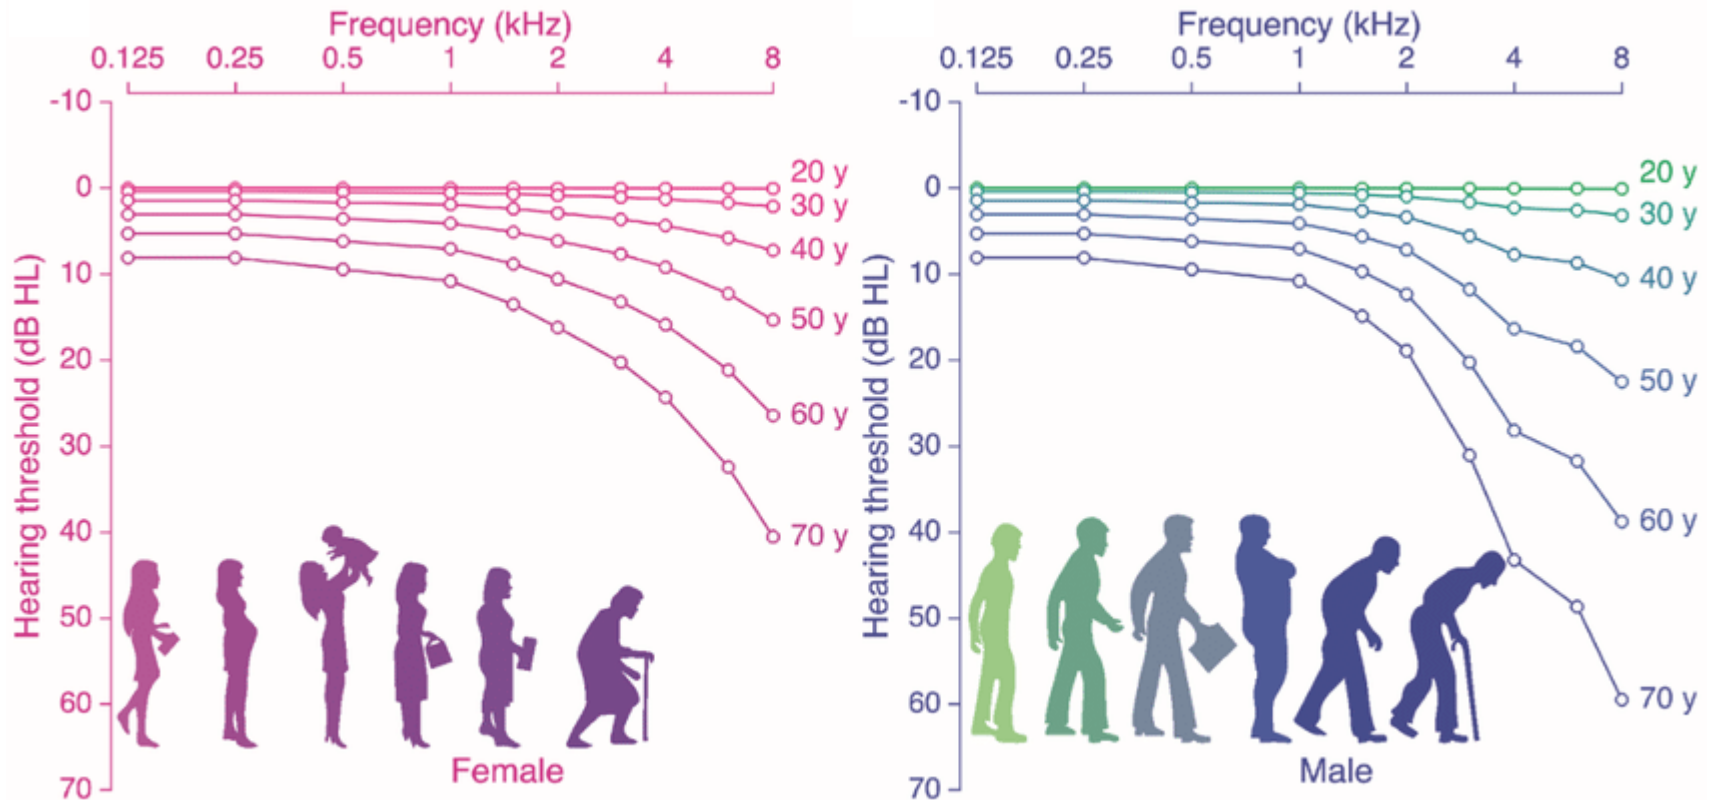 Frequency (kHz)
0.125 0.25 0.5 1 2 4 8
-10
0
10
20
30
40
50
60
70
Hearing threshold (dB HL)
20 y
30 y
40 y
50 y
60 y
70 y
Female
Frequency (kHz)
0.125 0.25 0.5 1 2 4 8
-10
0
10
20
30
40
50
60
70
Hearing threshold (dB HL)
20 y
30 y
40 y
50 y
60 y
70 y
Male